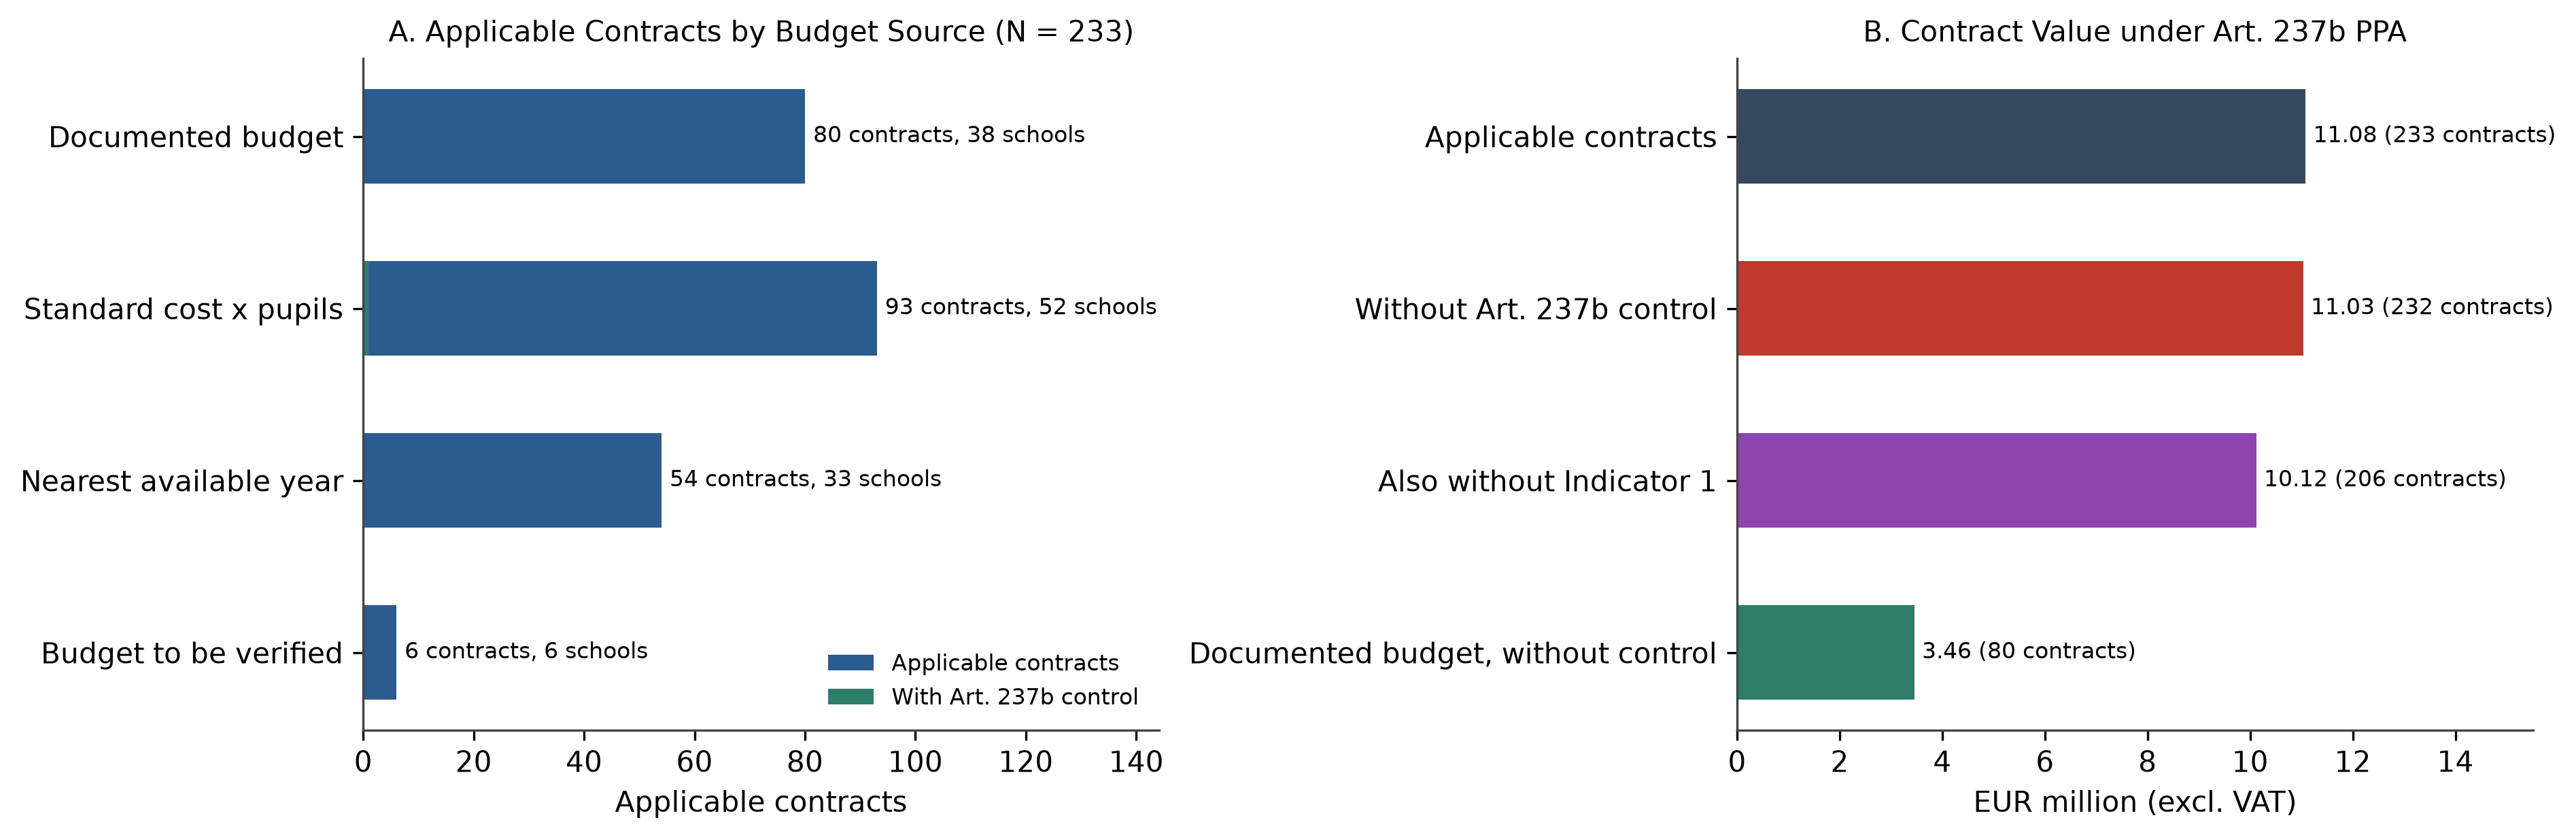 A. Applicable Contracts by Budget Source (N = 233)
Documented budget
80 contracts, 38 schools
Standard cost x pupils
93 contracts, 52 schools
Nearest available year
54 contracts, 33 schools
Budget to be verified
6 contracts, 6 schools
Applicable contracts
With Art. 237b control
0 20 40 60 80 100 120 140
Applicable contracts
B. Contract Value under Art. 237b PPA
Applicable contracts
11.08 (233 contracts)
Without Art. 237b control
11.03 (232 contracts)
Also without Indicator 1
10.12 (206 contracts)
Documented budget, without control
3.46 (80 contracts)
0 2 4 6 8 10 12 14
EUR million (excl. VAT)